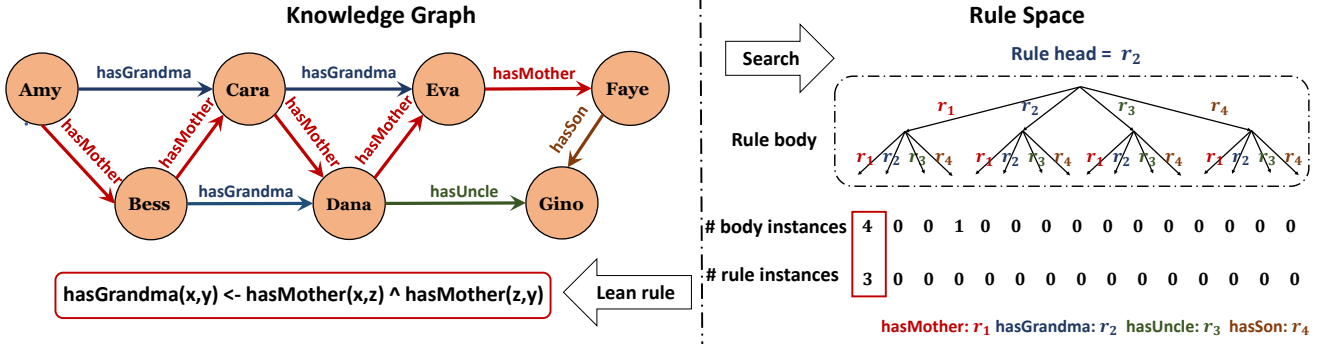 Knowledge Graph
Amy
hasGrandma
Cara
hasGrandma
Eva
hasMother
Faye
hasMother
hasMother
hasMother
hasMother
hasSon
Bess
hasGrandma
Dana
hasUncle
Gino
hasGrandma(x,y) <- hasMother(x,z) ^ hasMother(z,y)
Lean rule
Rule Space
Search
Rule head = r2
Rule body
r1 r2 r3 r4
r1 r2 r3 r4 r1 r2 r3 r4 r1 r2 r3 r4 r1 r2 r3 r4
# body instances 4 0 0 1 0 0 0 0 0 0 0 0 0 0 0
# rule instances 3 0 0 0 0 0 0 0 0 0 0 0 0 0 0
hasMother: r1 hasGrandma: r2 hasUncle: r3 hasSon: r4